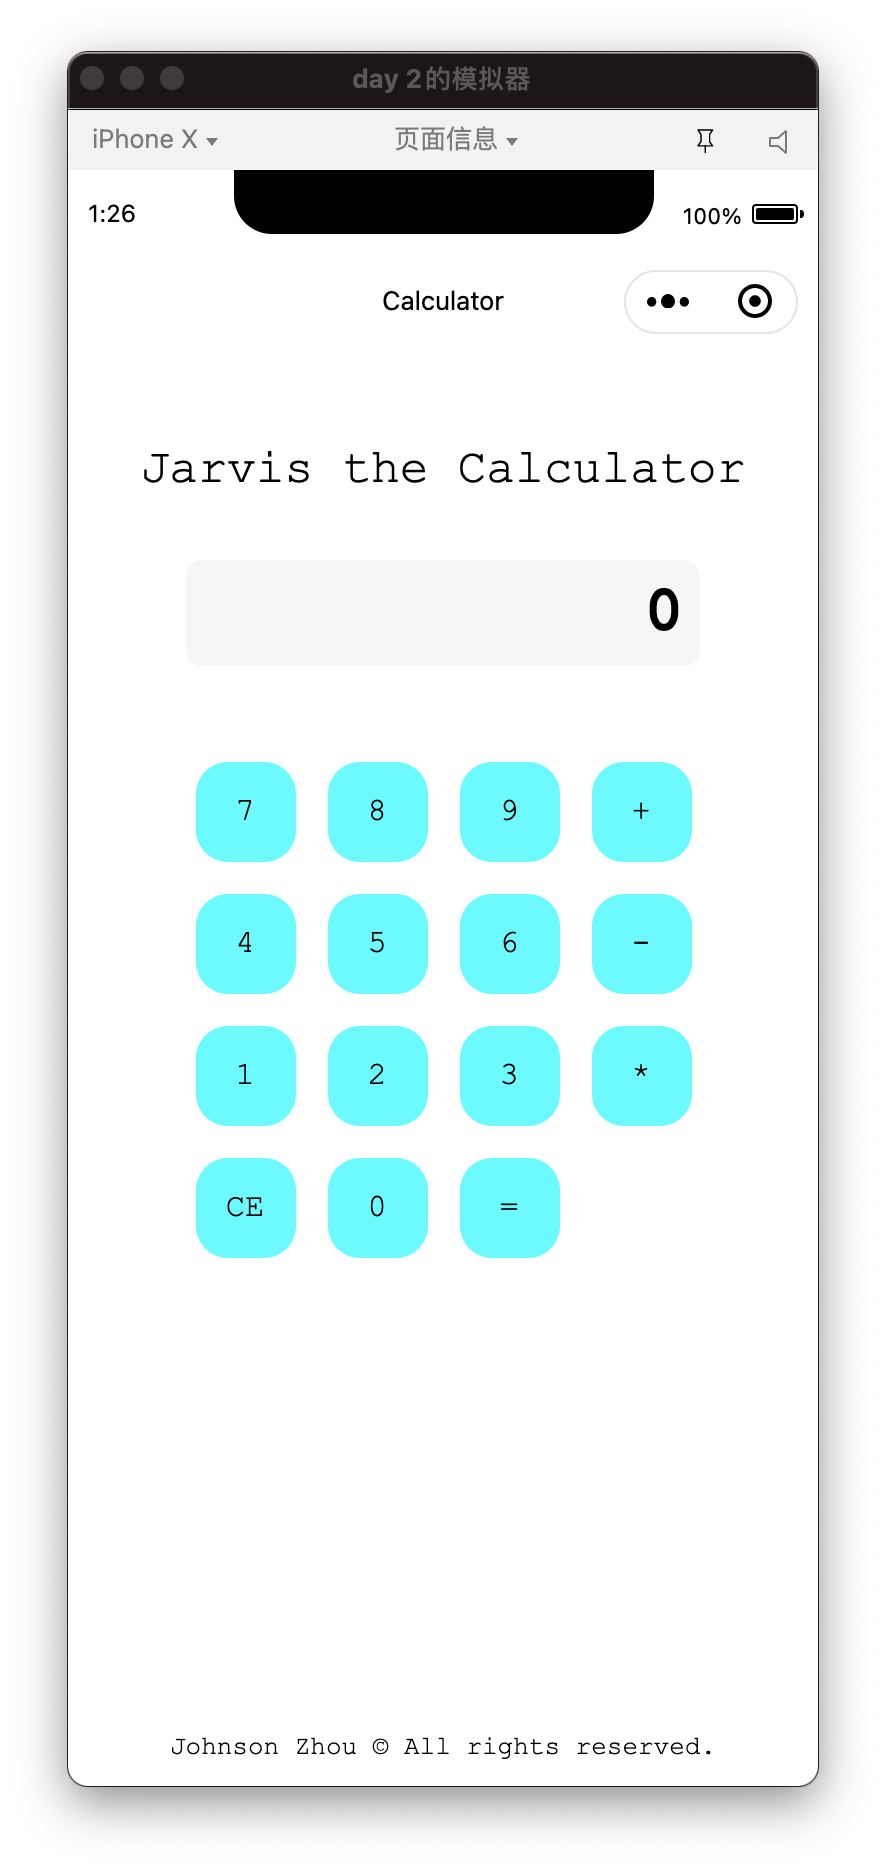 day 2的模拟器
iPhone X 页面信息
1:26 100%
Calculator
Jarvis the Calculator
0
7 8 9 +
4 5 6 -
1 2 3 *
CE 0 =
Johnson Zhou © All rights reserved.